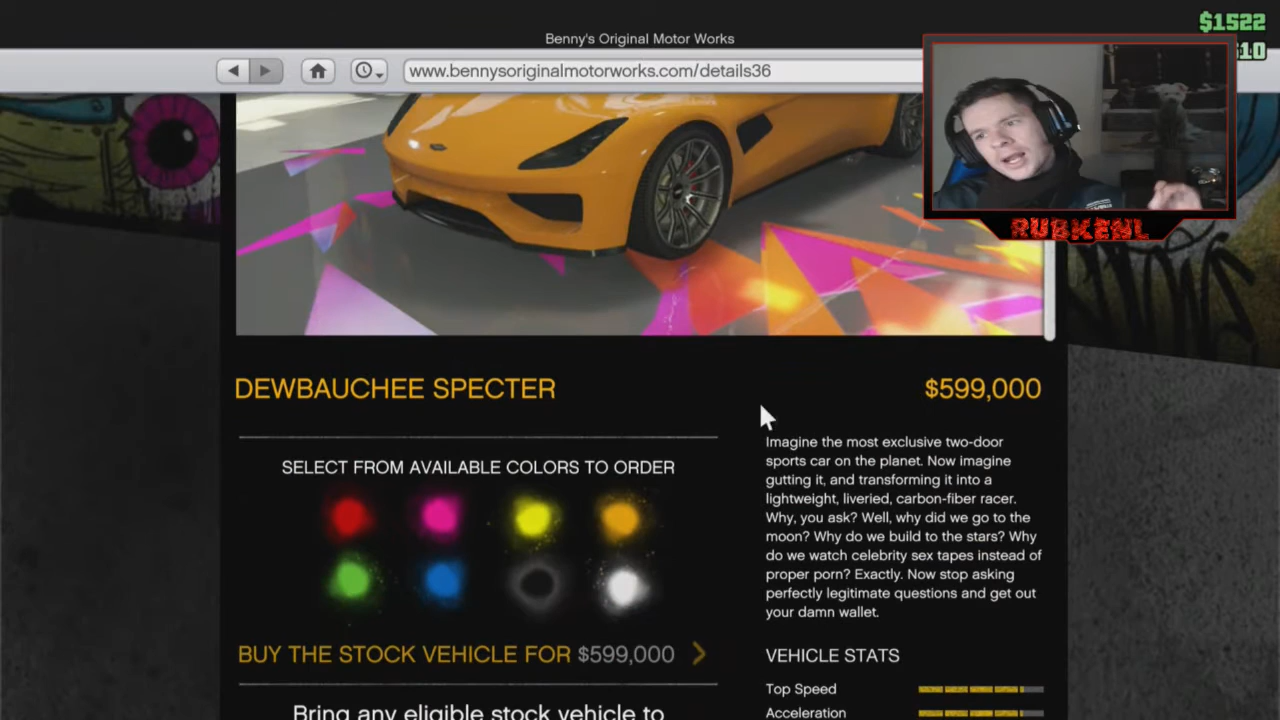 $1522
Benny's Original Motor Works
10
www.bennysoriginalmotorworks.com/details36
RUBKENL
DEWBAUCHEE SPECTER
$599,000
SELECT FROM AVAILABLE COLORS TO ORDER
BUY THE STOCK VEHICLE FOR $599,000
Bring any eligible stock vehicle to
Imagine the most exclusive two-door
sports car on the planet. Now imagine
gutting it, and transforming it into a
lightweight, liveried, carbon-fiber racer.
Why, you ask? Well, why did we go to the
moon? Why do we build to the stars? Why
do we watch celebrity sex tapes instead of
proper porn? Exactly. Now stop asking
perfectly legitimate questions and get out
your damn wallet.
VEHICLE STATS
Top Speed
Acceleration